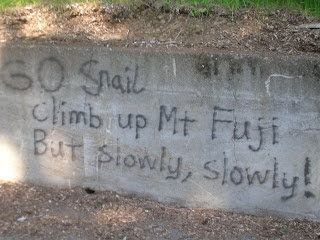 GO Snail
climb up Mt Fuji
But slowly, slowly!